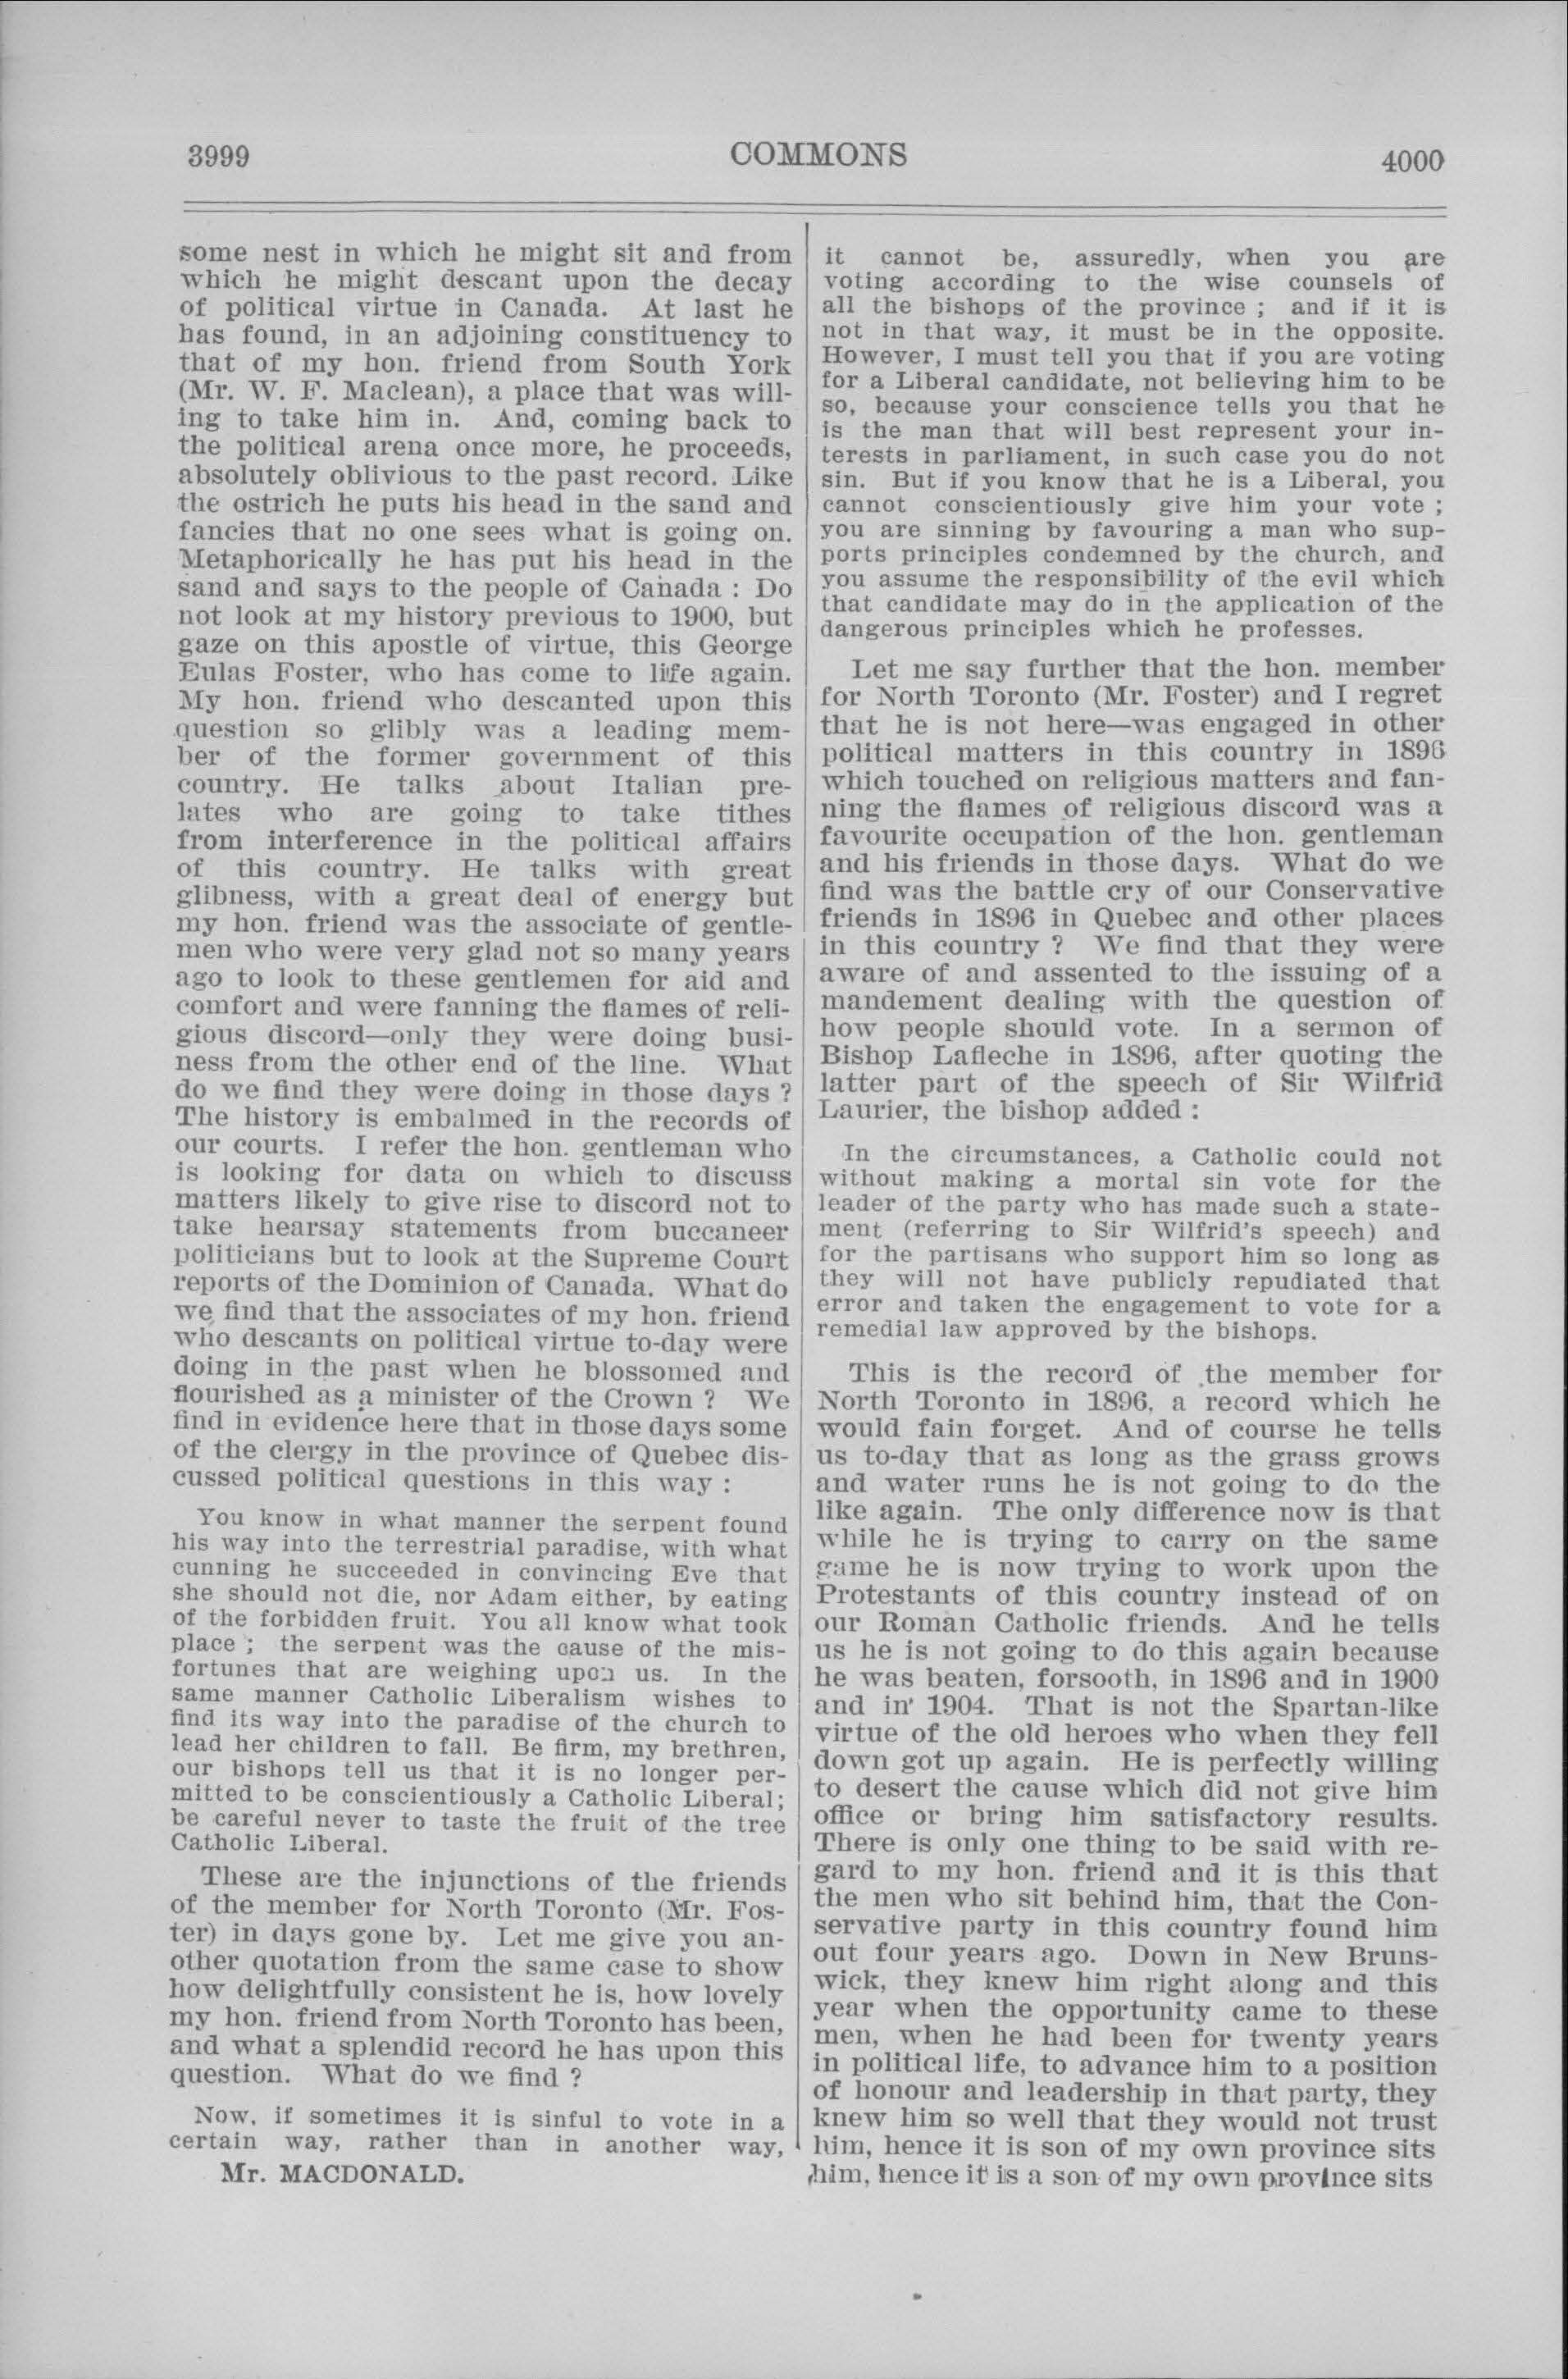 3999
COMMONS
4000
some nest in which he might sit and from
which he might descant upon the decay
of political virtue in Canada. At last he
has found, in an adjoining constituency to
that of my hon. friend from South York
(Mr. W. F. Maclean), a place that was will-
ing to take him in. And, coming back to
the political arena once more, he proceeds,
absolutely oblivious to the past record. Like
the ostrich he puts his head in the sand and
fancies that no one sees what is going on.
Metaphorically he has put his head in the
sand and says to the people of Canada : Do
not look at my history previous to 1900, but
gaze on this apostle of virtue, this George
Eulas Foster, who has come to life again.
My hon. friend who descanted upon this
question so glibly was a leading mem-
ber of the former government of this
country. He talks about Italian pre-
lates who are going to take tithes
from interference in the political affairs
of this country. He talks with great
glibness, with a great deal of energy but
my hon. friend was the associate of gentle-
men who were very glad not so many years
ago to look to these gentlemen for aid and
comfort and were fanning the flames of reli-
gious discord—only they were doing busi-
ness from the other end of the line. What
do we find they were doing in those days ?
The history is embalmed in the records of
our courts. I refer the hon. gentleman who
is looking for data on which to discuss
matters likely to give rise to discord not to
take hearsay statements from buccaneer
politicians but to look at the Supreme Court
reports of the Dominion of Canada. What do
we find that the associates of my hon. friend
who descants on political virtue to-day were
doing in the past when he blossomed and
flourished as a minister of the Crown ? We
find in evidence here that in those days some
of the clergy in the province of Quebec dis-
cussed political questions in this way :
You know in what manner the serpent found
his way into the terrestrial paradise, with what
cunning he succeeded in convincing Eve that
she should not die, nor Adam either, by eating
of the forbidden fruit. You all know what took
place ; the serpent was the cause of the mis-
fortunes that are weighing upon us. In the
same manner Catholic Liberalism wishes to
find its way into the paradise of the church to
lead her children to fall. Be firm, my brethren,
our bishops tell us that it is no longer per-
mitted to be conscientiously a Catholic Liberal;
be careful never to taste the fruit of the tree
Catholic Liberal.
These are the injunctions of the friends
of the member for North Toronto (Mr. Fos-
ter) in days gone by. Let me give you an-
other quotation from the same case to show
how delightfully consistent he is, how lovely
my hon. friend from North Toronto has been,
and what a splendid record he has upon this
question. What do we find ?
Now, if sometimes it is sinful to vote in a
certain way, rather than in another way,
Mr. MACDONALD.
it cannot be, assuredly, when you are
voting according to the wise counsels of
all the bishops of the province ; and if it is
not in that way, it must be in the opposite.
However, I must tell you that if you are voting
for a Liberal candidate, not believing him to be
so, because your conscience tells you that he
is the man that will best represent your in-
terests in parliament, in such case you do not
sin. But if you know that he is a Liberal, you
cannot conscientiously give him your vote ;
you are sinning by favouring a man who sup-
ports principles condemned by the church, and
you assume the responsibility of the evil which
that candidate may do in the application of the
dangerous principles which he professes.
Let me say further that the hon. member
for North Toronto (Mr. Foster) and I regret
that he is not here—was engaged in other
political matters in this country in 1896
which touched on religious matters and fan-
ning the flames of religious discord was a
favourite occupation of the hon. gentleman
and his friends in those days. What do we
find was the battle cry of our Conservative
friends in 1896 in Quebec and other places
in this country ? We find that they were
aware of and assented to the issuing of a
mandement dealing with the question of
how people should vote. In a sermon of
Bishop Lafleche in 1896, after quoting the
latter part of the speech of Sir Wilfrid
Laurier, the bishop added :
In the circumstances, a Catholic could not
without making a mortal sin vote for the
leader of the party who has made such a state-
ment (referring to Sir Wilfrid's speech) and
for the partisans who support him so long as
they will not have publicly repudiated that
error and taken the engagement to vote for a
remedial law approved by the bishops.
This is the record of the member for
North Toronto in 1896, a record which he
would fain forget. And of course he tells
us to-day that as long as the grass grows
and water runs he is not going to do the
like again. The only difference now is that
while he is trying to carry on the same
game he is now trying to work upon the
Protestants of this country instead of on
our Roman Catholic friends. And he tells
us he is not going to do this again because
he was beaten, forsooth, in 1896 and in 1900
and in 1904. That is not the Spartan-like
virtue of the old heroes who when they fell
down got up again. He is perfectly willing
to desert the cause which did not give him
office or bring him satisfactory results.
There is only one thing to be said with re-
gard to my hon. friend and it is this that
the men who sit behind him, that the Con-
servative party in this country found him
out four years ago. Down in New Bruns-
wick, they knew him right along and this
year when the opportunity came to these
men, when he had been for twenty years
in political life, to advance him to a position
of honour and leadership in that party, they
knew him so well that they would not trust
him, hence it is son of my own province sits
him, hence it is a son of my own province sits